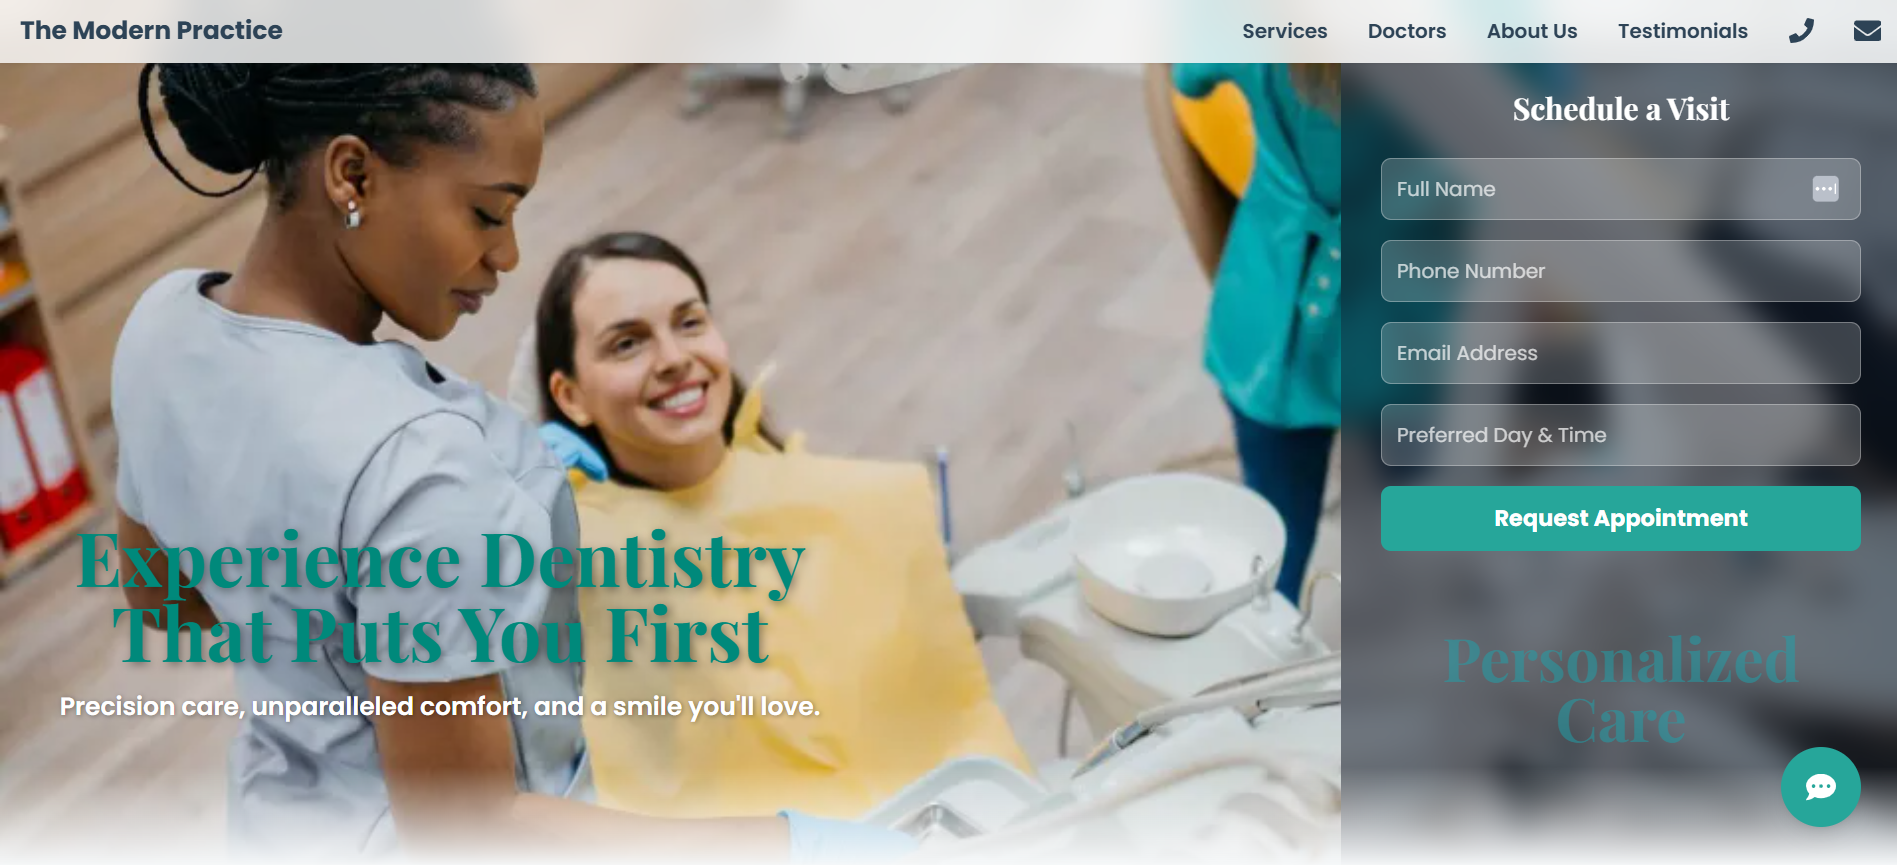 The Modern Practice
Services
Doctors
About Us
Testimonials
Schedule a Visit
Full Name
Phone Number
Email Address
Preferred Day & Time
Request Appointment
Experience Dentistry
That Puts You First
Precision care, unparalleled comfort, and a smile you'll love.
Personalized
Care